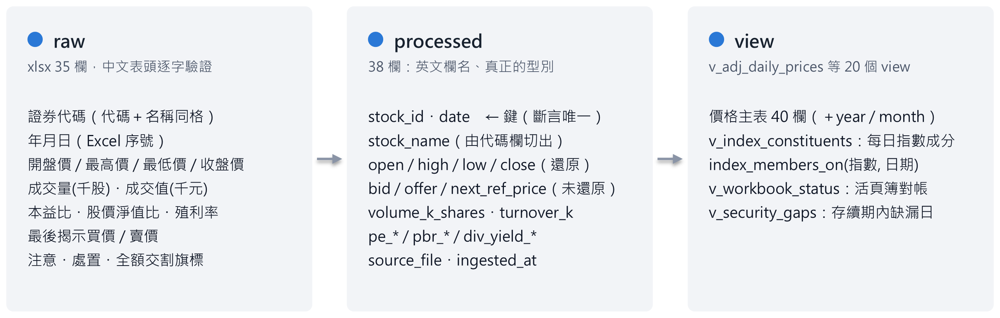 raw
xlsx 35 欄，中文表頭逐字驗證
證券代碼（代碼＋名稱同格）
年月日（Excel 序號）
開盤價 / 最高價 / 最低價 / 收盤價
成交量(千股)．成交值(千元)
本益比．股價淨值比．殖利率
最後揭示買價 / 賣價
注意．處置．全額交割旗標
processed
38 欄：英文欄名、真正的型別
stock_id · date ← 鍵（斷言唯一）
stock_name（由代碼欄切出）
open / high / low / close（還原）
bid / offer / next_ref_price（未還原）
volume_k_shares · turnover_k
pe_* / pbr_* / div_yield_*
source_file · ingested_at
view
v_adj_daily_prices 等 20 個 view
價格主表 40 欄（＋year / month）
v_index_constituents：每日指數成分
index_members_on(指數, 日期)
v_workbook_status：活頁簿對帳
v_security_gaps：存續期內缺漏日